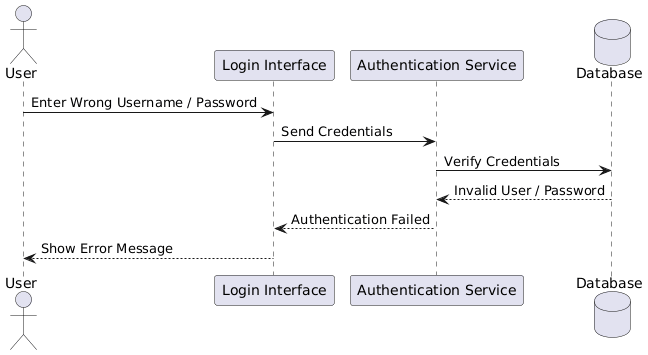 User
Login Interface
Authentication Service
Database
Enter Wrong Username / Password
Send Credentials
Verify Credentials
Invalid User / Password
Authentication Failed
Show Error Message
User
Login Interface
Authentication Service
Database